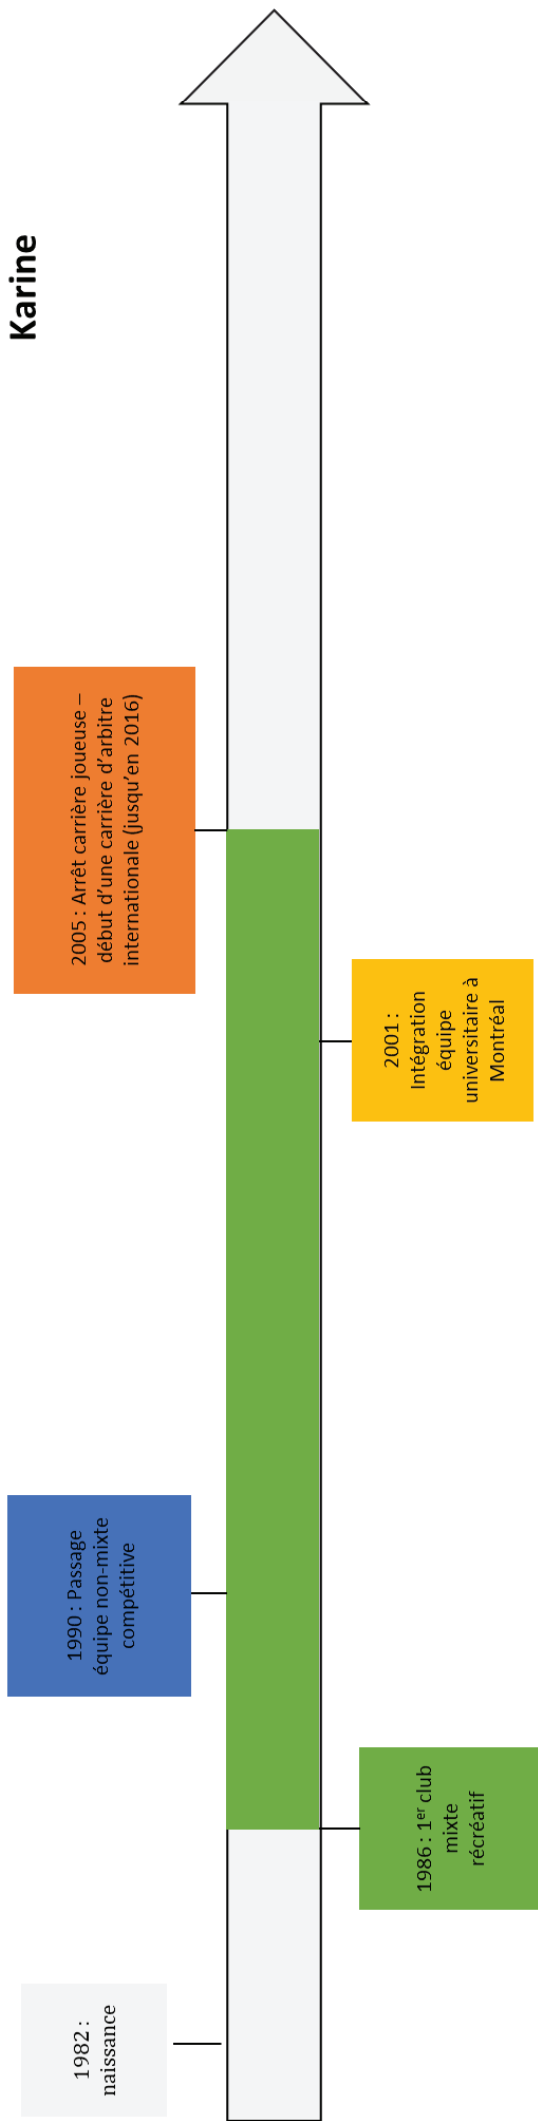 Karine
1982 :
naissance
1986 : 1er club
mixte
récréatif
1990 : Passage
équipe non-mixte
compétitive
2001 :
Intégration
équipe
universitaire à
Montréal
2005 : Arrêt carrière joueuse –
début d’une carrière d’arbitre
internationale (jusqu’en 2016)